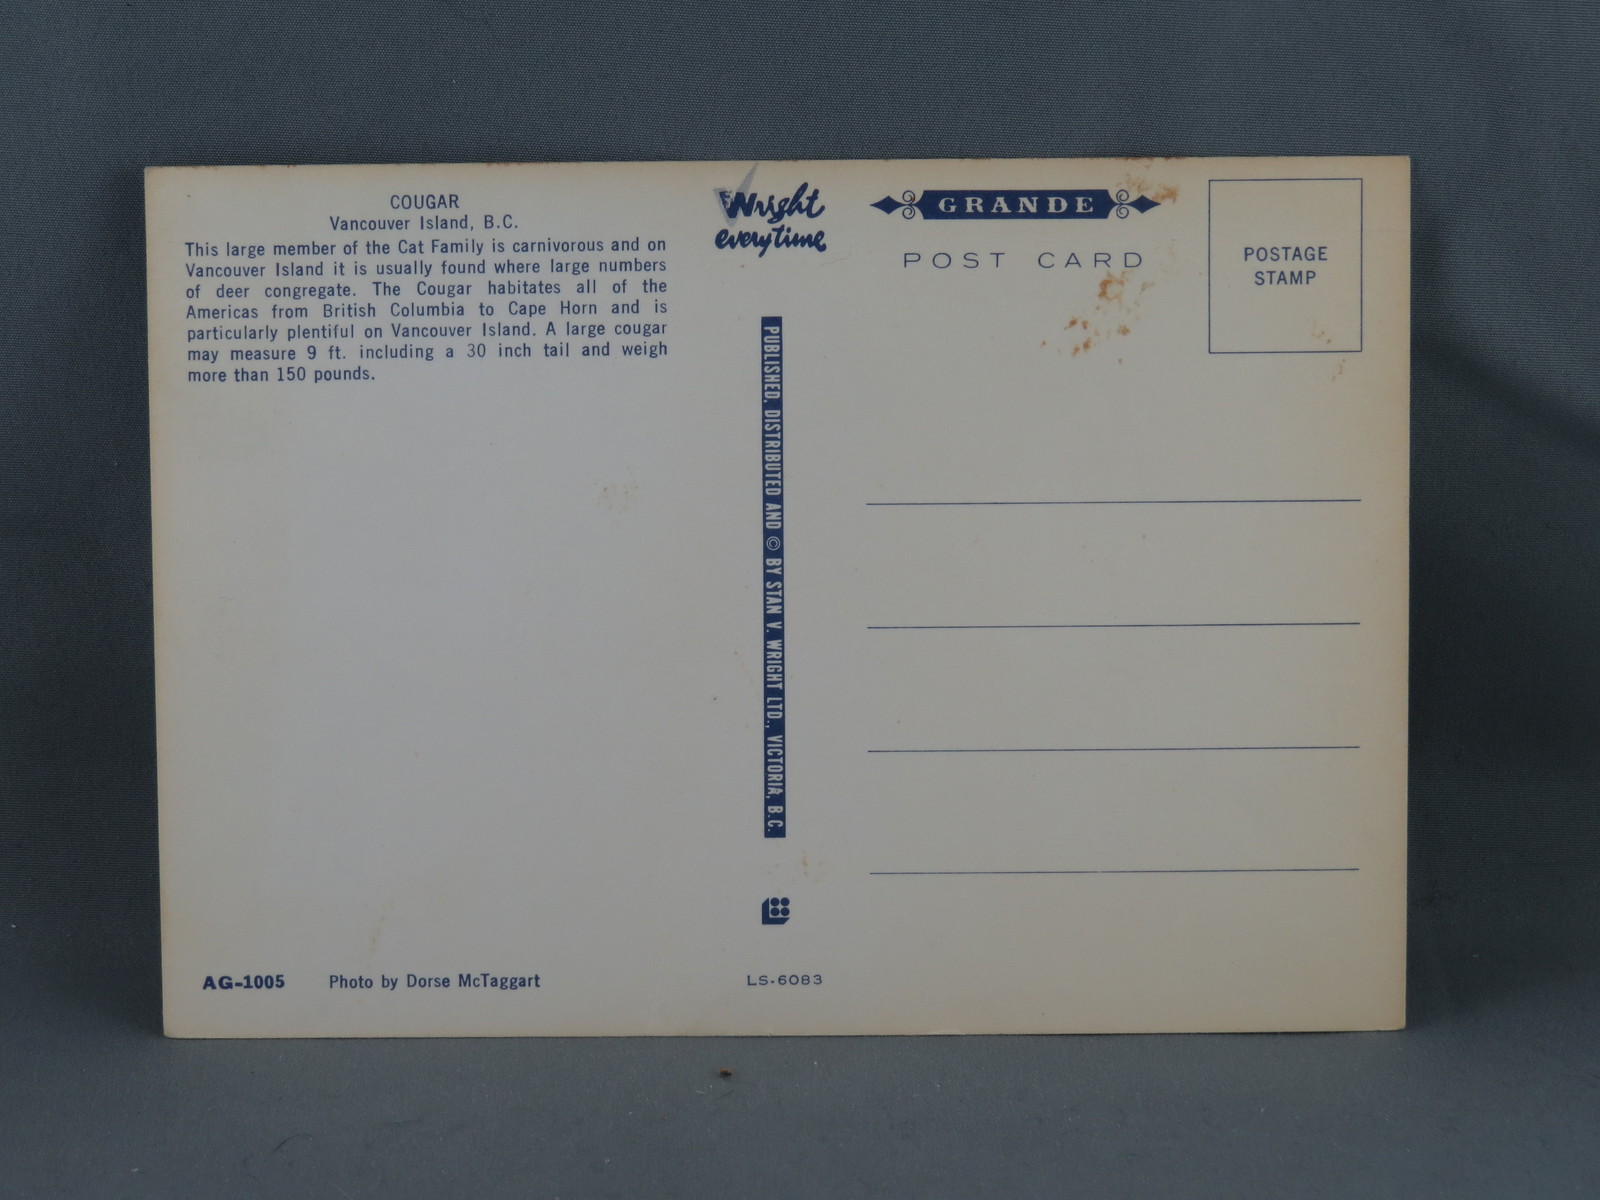 COUGAR
Vancouver Island, B.C.
This large member of the Cat Family is carnivorous and on
Vancouver Island it is usually found where large numbers
of deer congregate. The Cougar habitates all of the
Americas from British Columbia to Cape Horn and is
particularly plentiful on Vancouver Island. A large cougar
may measure 9 ft. including a 30 inch tail and weigh
more than 150 pounds.
AG-1005 Photo by Dorse McTaggart
Wright
everytime
PUBLISHED, DISTRIBUTED AND © BY STAN V. WRIGHT LTD., VICTORIA, B.C.
LS-6083
GRANDE
POST CARD
POSTAGE
STAMP